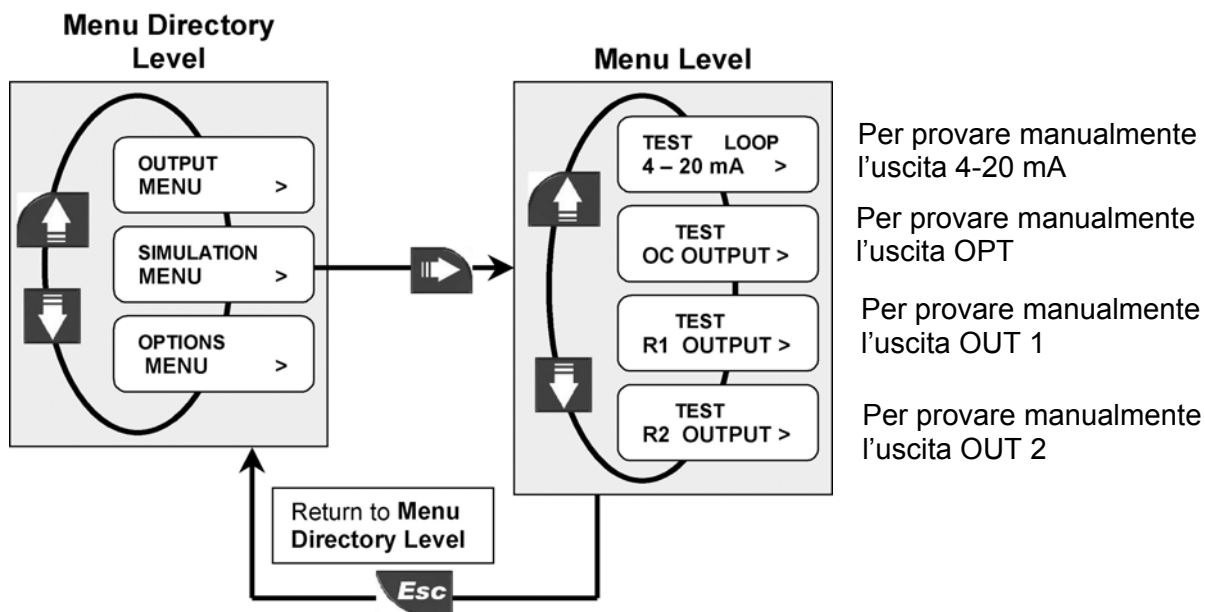 Menu Directory
Level
OUTPUT
MENU >
SIMULATION
MENU >
OPTIONS
MENU >
Menu Level
TEST LOOP
4 – 20 mA >
TEST
OC OUTPUT >
TEST
R1 OUTPUT >
TEST
R2 OUTPUT >
Per provare manualmente
l’uscita 4-20 mA
Per provare manualmente
l’uscita OPT
Per provare manualmente
l’uscita OUT 1
Per provare manualmente
l’uscita OUT 2
Return to Menu
Directory Level
Esc